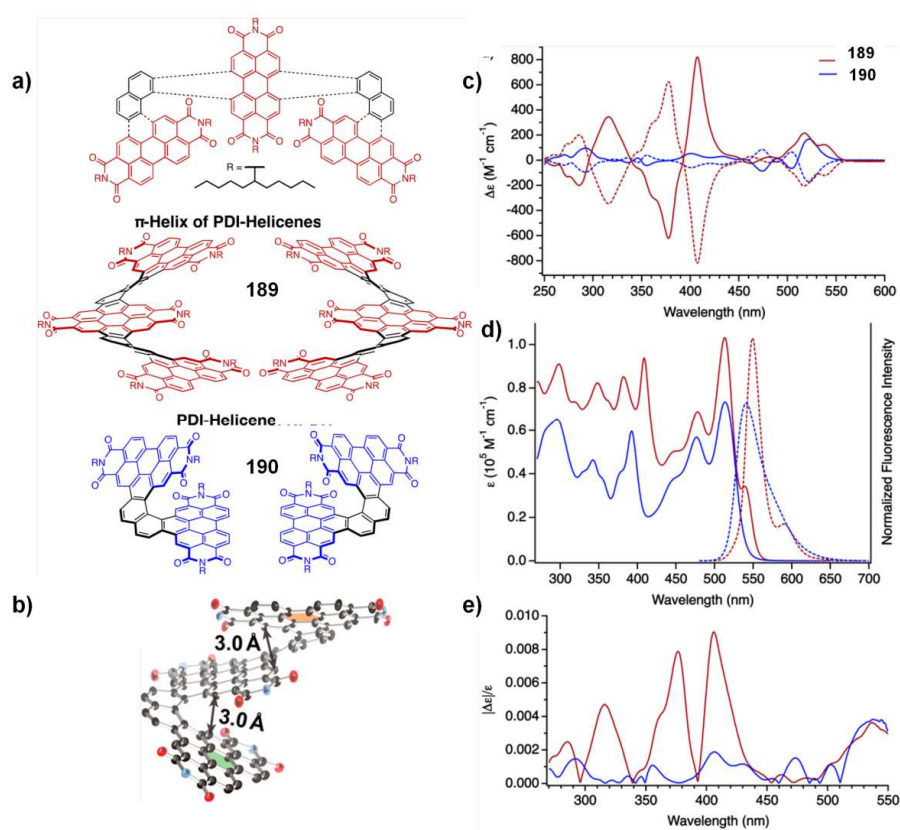 a)
R
O N O
O O
RN NR
O O
O N O
R
R =
π-Helix of PDI-Helicenes
189
PDI-Helicene
190
b)
3.0 Å
3.0 Å
c)
189
190
800
600
400
200
0
-200
-400
-600
-800
Δε (M⁻¹ cm⁻¹)
250 300 350 400 450 500 550 600
Wavelength (nm)
d)
1.0
0.8
0.6
0.4
0.2
0.0
ε (10⁵ M⁻¹ cm⁻¹)
Normalized Fluorescence Intensity
300 350 400 450 500 550 600 650 700
Wavelength (nm)
e)
0.010
0.008
0.006
0.004
0.002
0.000
|Δε|/ε
300 350 400 450 500 550
Wavelength (nm)